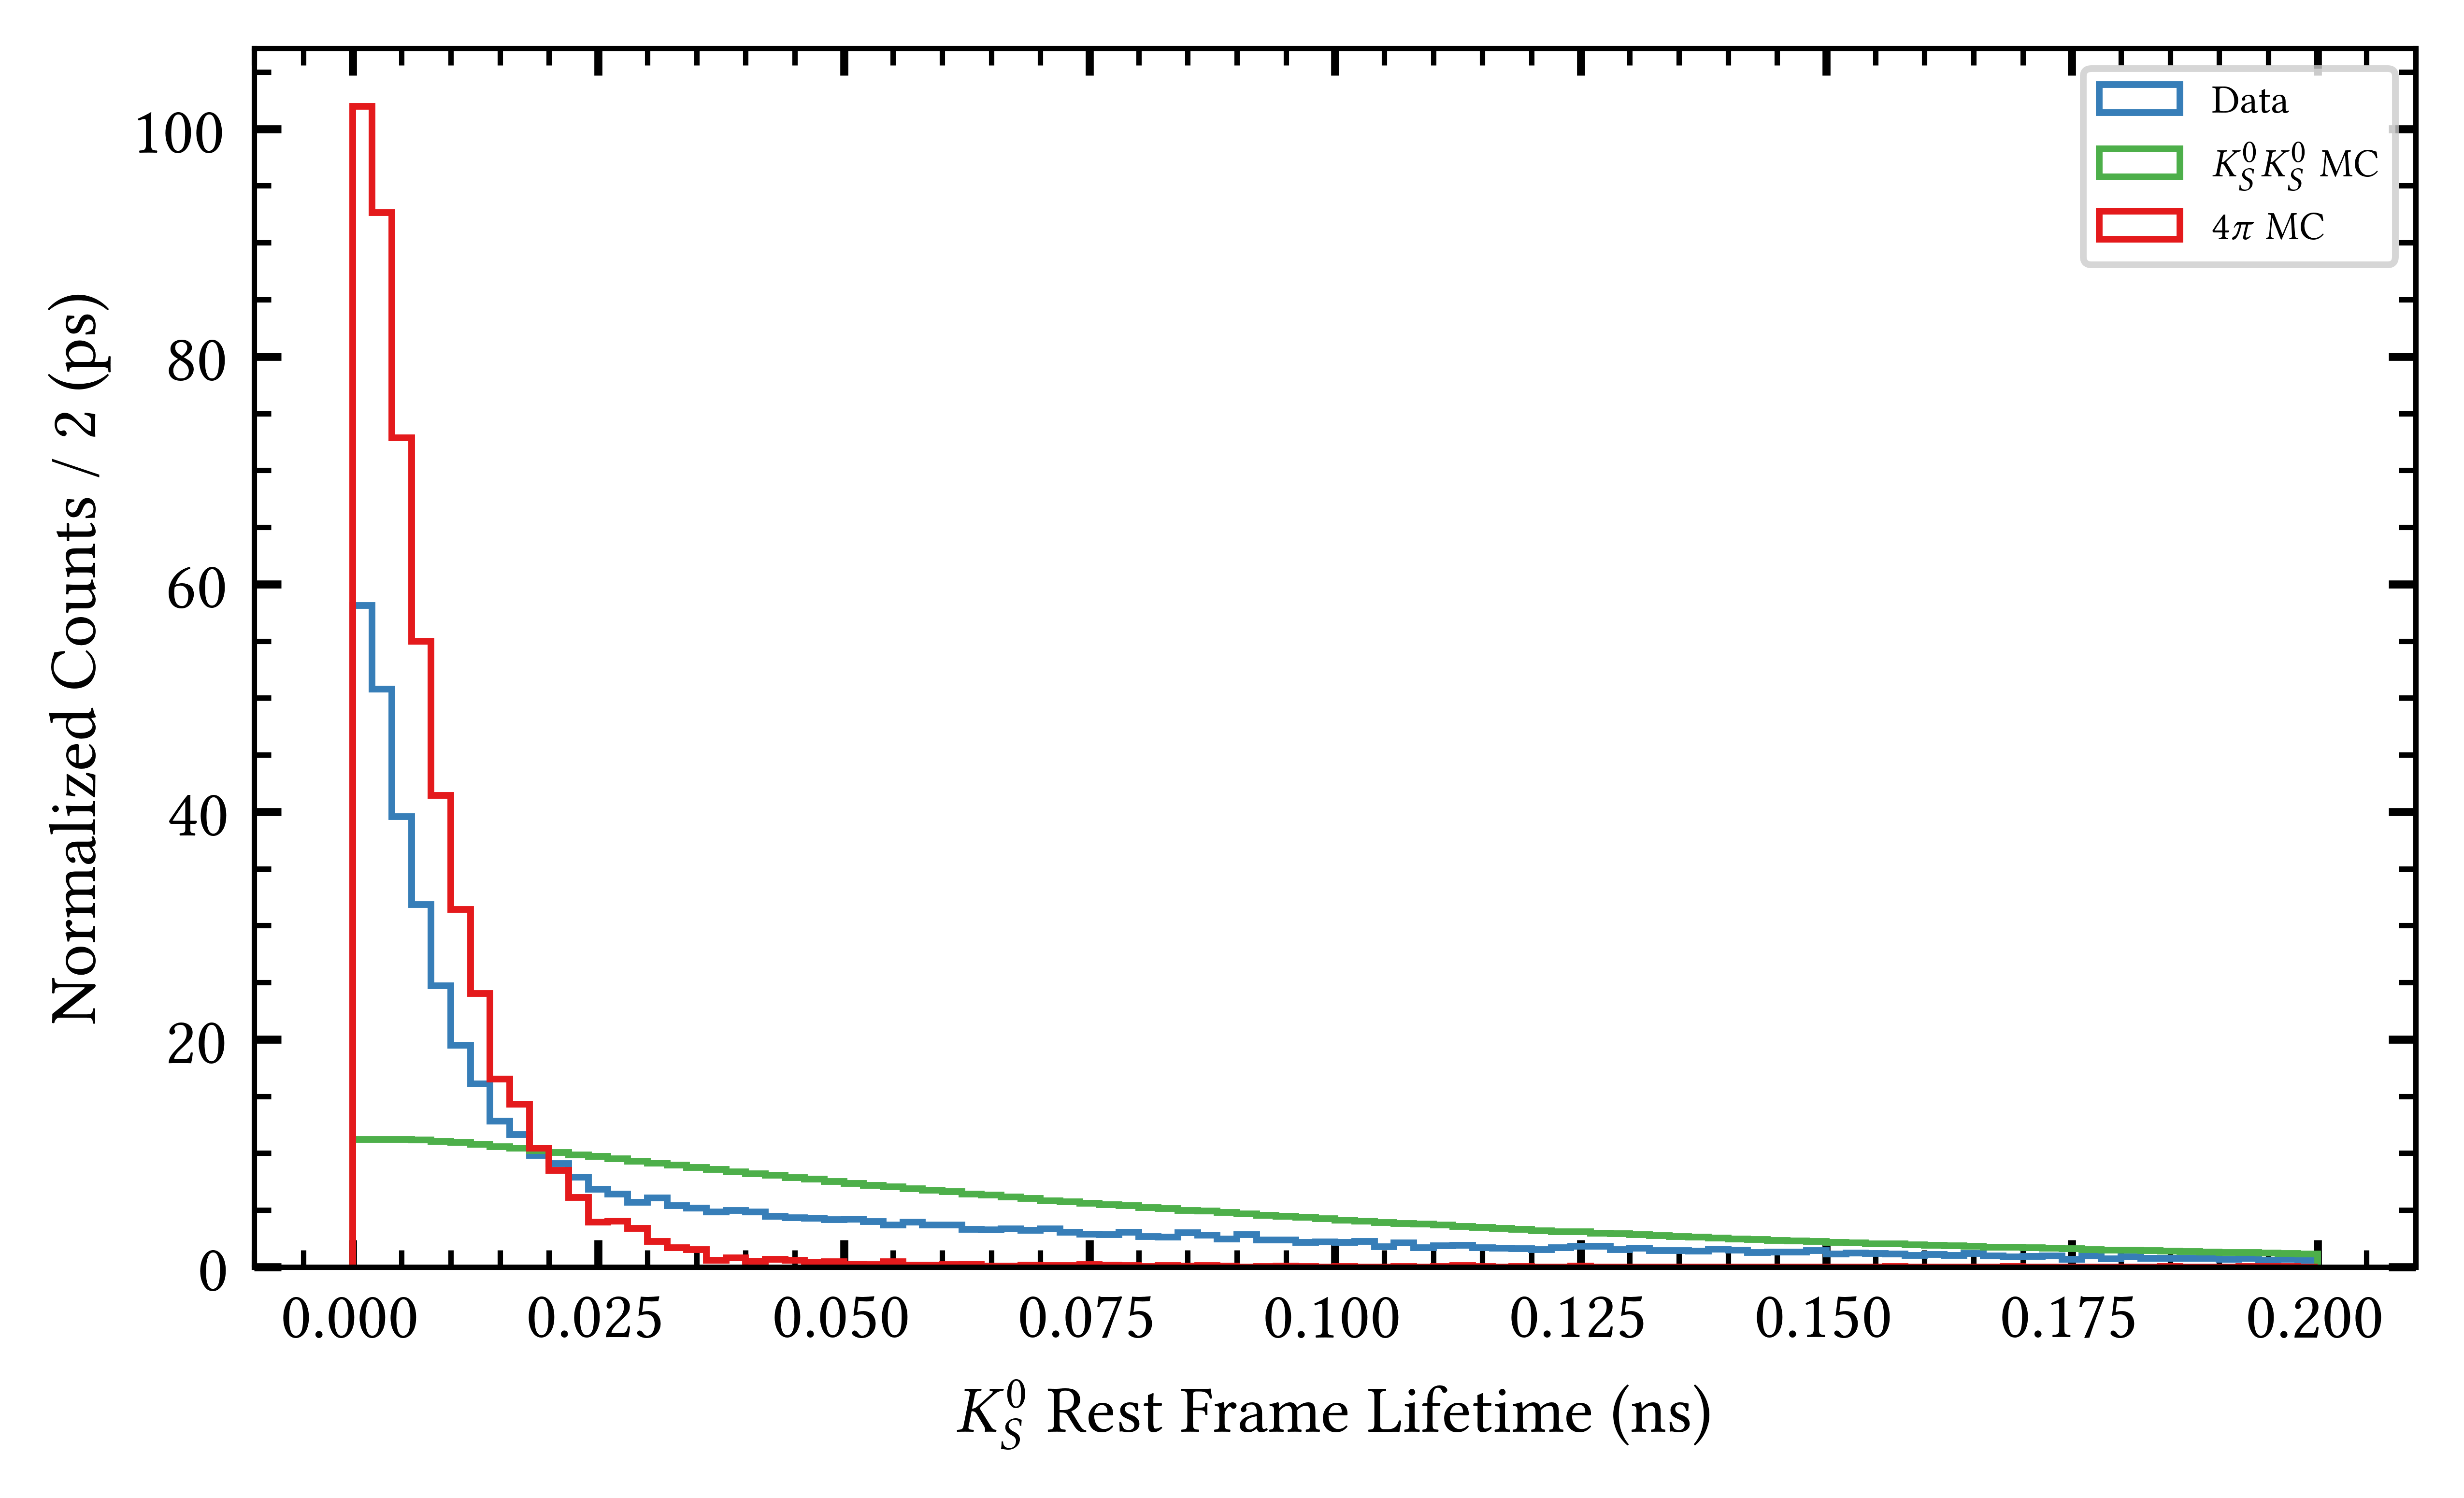 Normalized Counts / 2 (ps)
100
80
60
40
20
0
Data
$K_S^0 K_S^0$ MC
4π MC
0.000 0.025 0.050 0.075 0.100 0.125 0.150 0.175 0.200
$K_S^0$ Rest Frame Lifetime (ns)